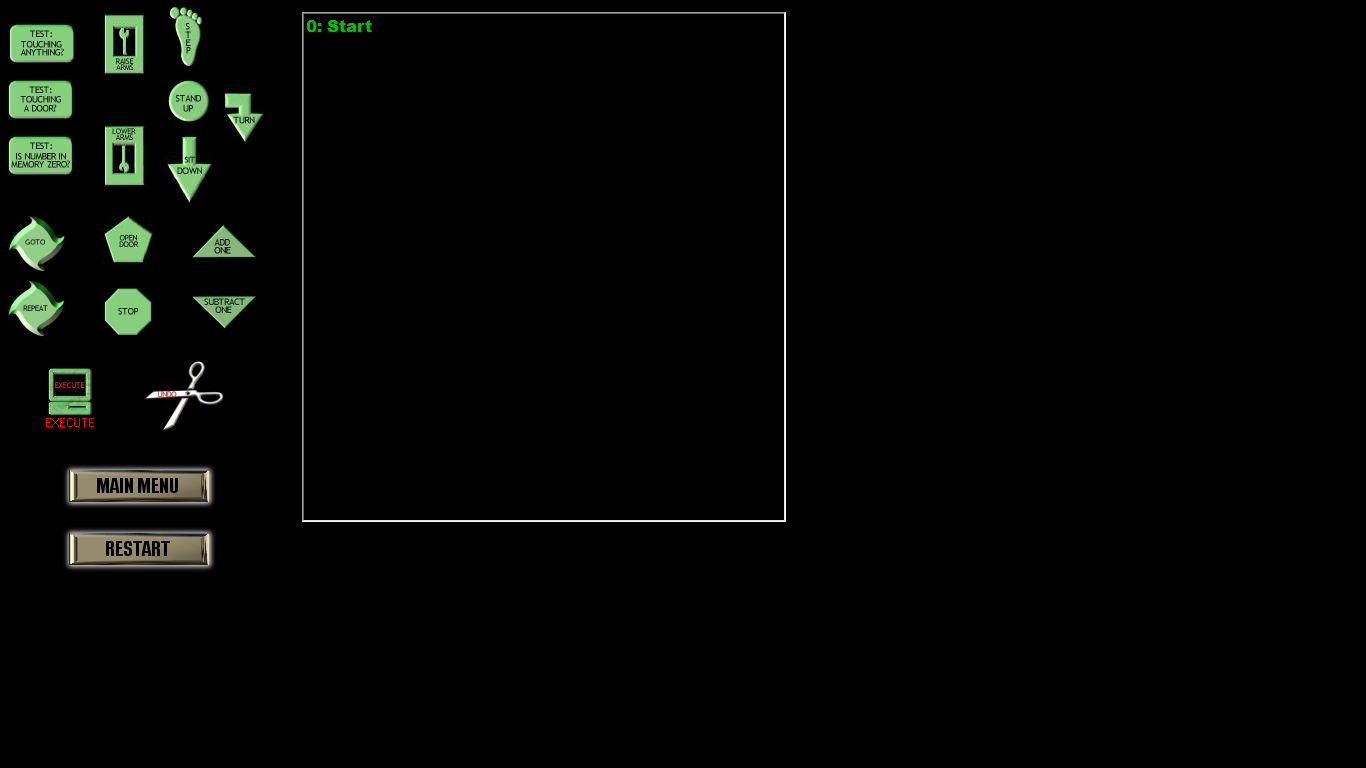 TEST:
TOUCHING
ANYTHING?
RAISE
ARMS
STEP
0: Start
TEST:
TOUCHING
A DOOR?
STAND
UP
TURN
TEST:
IS NUMBER IN
MEMORY ZERO?
LOWER
ARMS
SIT
DOWN
GOTO
OPEN
DOOR
ADD
ONE
REPEAT
STOP
SUBTRACT
ONE
EXECUTE
EXECUTE
UNDO
MAIN MENU
RESTART